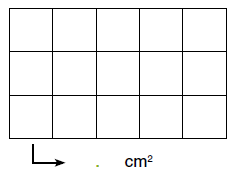 . cm²